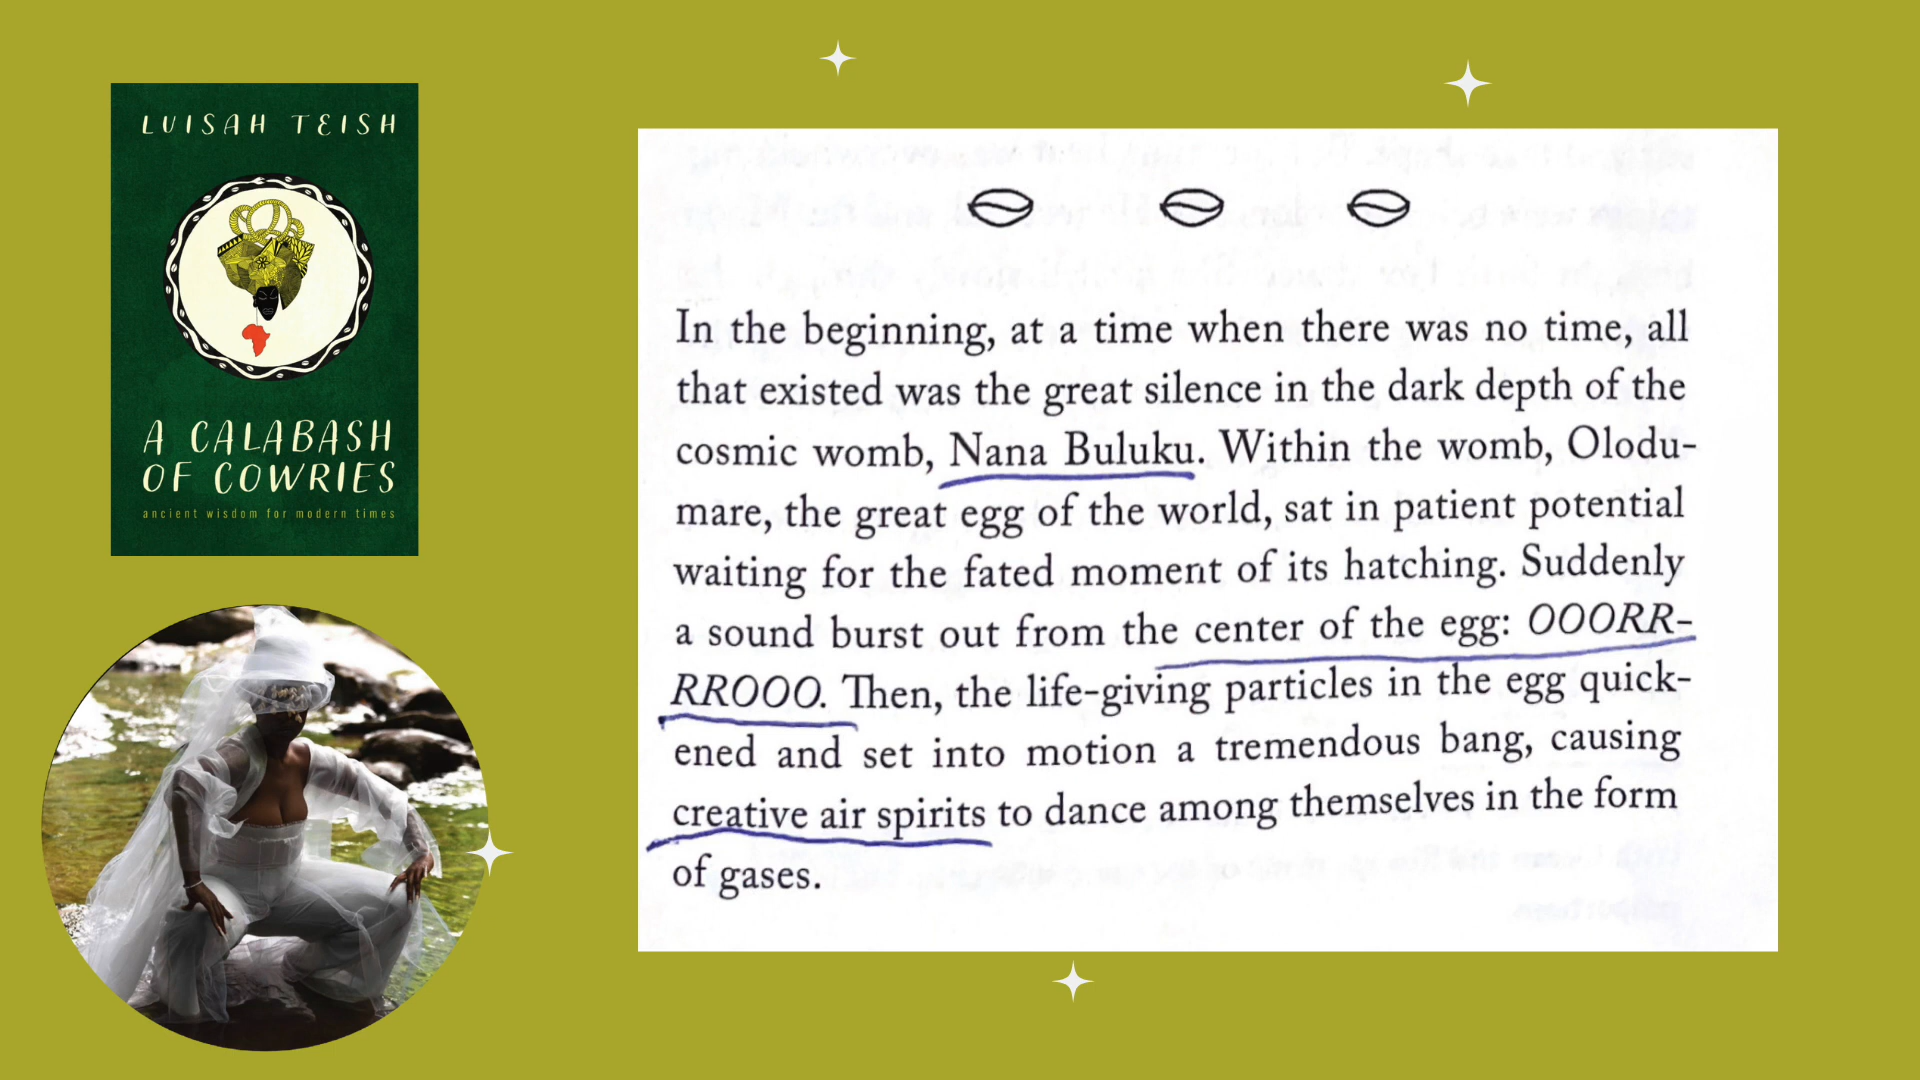 LUISAH TEISH
A CALABASH
OF COWRIES
ancient wisdom for modern times
In the beginning, at a time when there was no time, all
that existed was the great silence in the dark depth of the
cosmic womb, Nana Buluku. Within the womb, Olodu-
mare, the great egg of the world, sat in patient potential
waiting for the fated moment of its hatching. Suddenly
a sound burst out from the center of the egg: OOORR-
RROOO. Then, the life-giving particles in the egg quick-
ened and set into motion a tremendous bang, causing
creative air spirits to dance among themselves in the form
of gases.